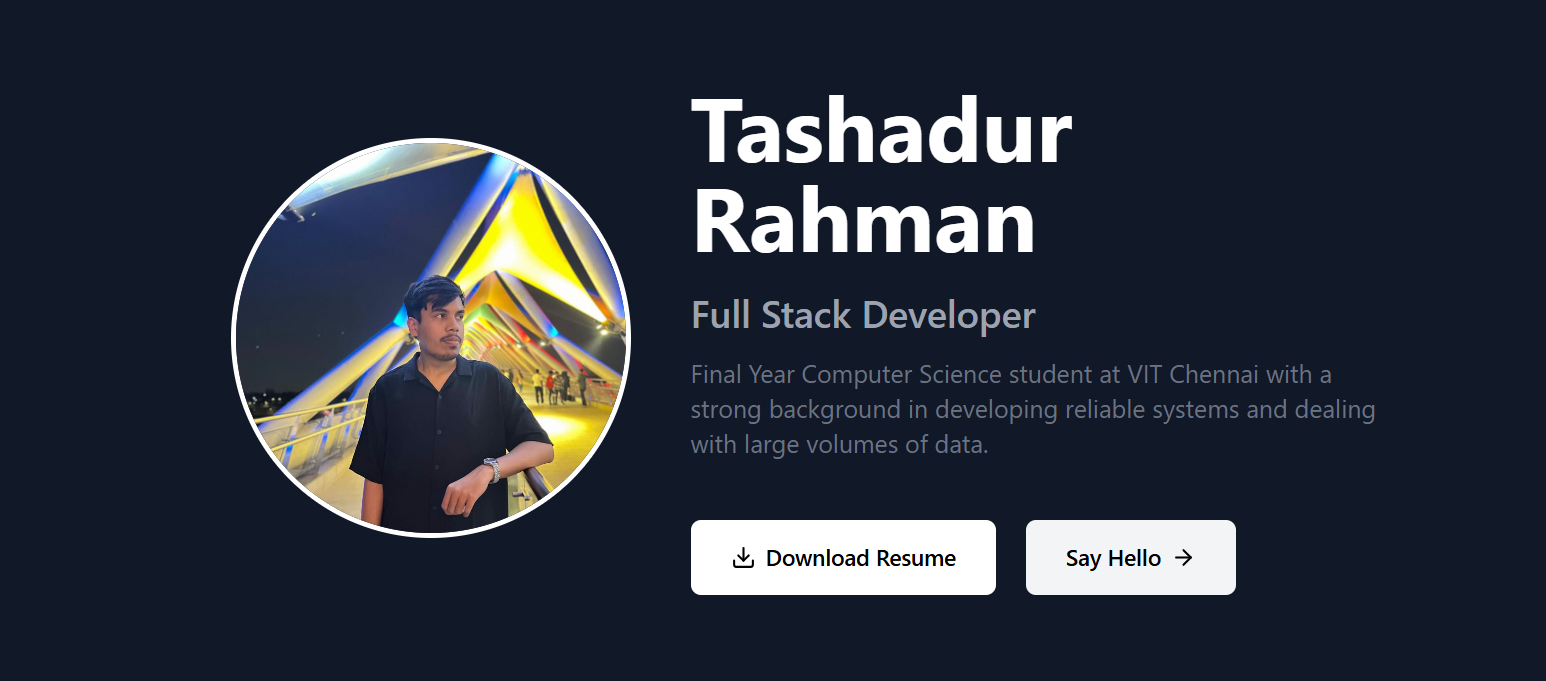 Tashadur
Rahman
Full Stack Developer
Final Year Computer Science student at VIT Chennai with a
strong background in developing reliable systems and dealing
with large volumes of data.
Download Resume
Say Hello